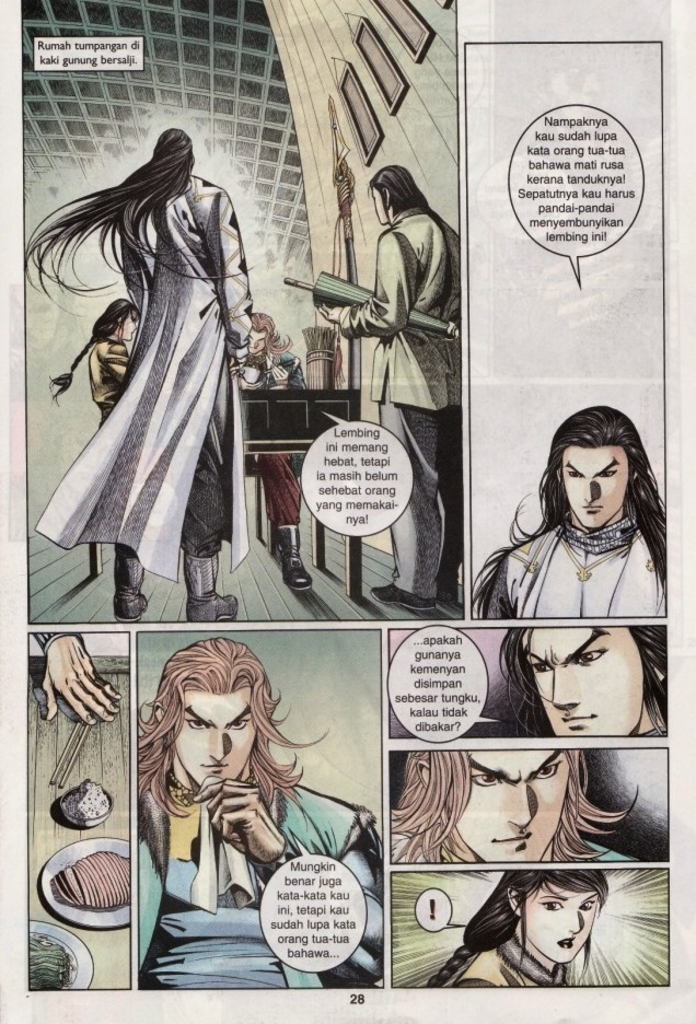 Rumah tumpangan di
kaki gunung bersalji.
Lembing
ini memang
hebat, tetapi
ia masih belum
sehebat orang
yang memakai-
nya!
Nampaknya
kau sudah lupa
kata orang tua-tua
bahawa mati rusa
kerana tanduknya!
Sepatutnya kau harus
pandai-pandai
menyembunyikan
lembing ini!
Mungkin
benar juga
kata-kata kau
ini, tetapi kau
sudah lupa kata
orang tua-tua
bahawa...
...apakah
gunanya
kemenyan
disimpan
sebesar tungku,
kalau tidak
dibakar?
!
28